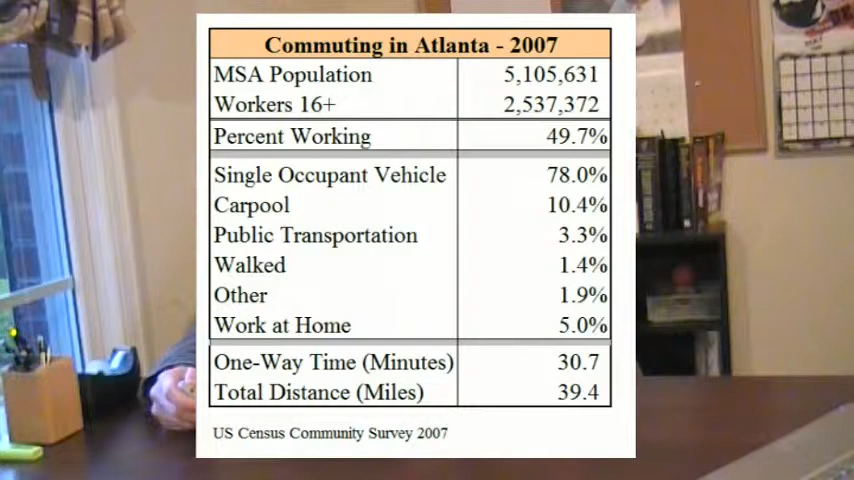 Commuting in Atlanta - 2007
MSA Population 5,105,631
Workers 16+ 2,537,372
Percent Working 49.7%
Single Occupant Vehicle 78.0%
Carpool 10.4%
Public Transportation 3.3%
Walked 1.4%
Other 1.9%
Work at Home 5.0%
One-Way Time (Minutes) 30.7
Total Distance (Miles) 39.4
US Census Community Survey 2007